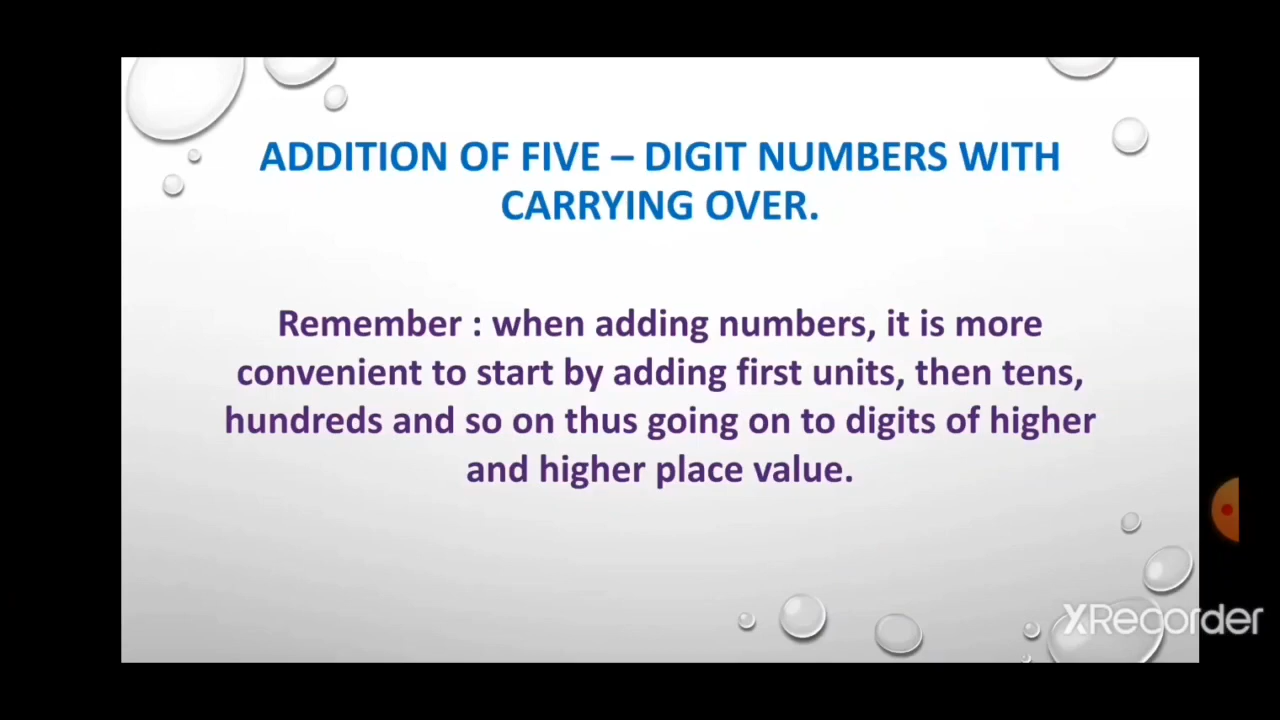 ADDITION OF FIVE – DIGIT NUMBERS WITH
CARRYING OVER.
Remember : when adding numbers, it is more
convenient to start by adding first units, then tens,
hundreds and so on thus going on to digits of higher
and higher place value.
XRecorder